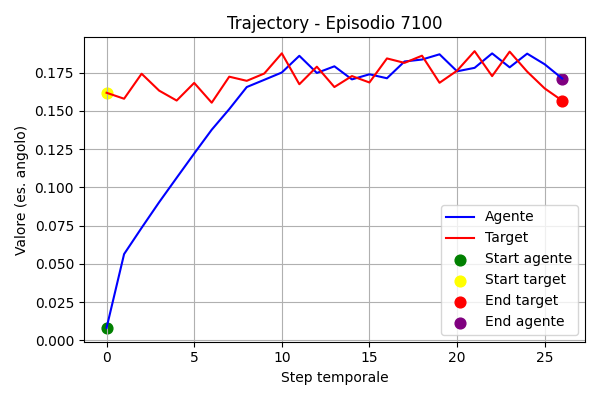 Trajectory - Episodio 7100
Valore (es. angolo)
0.175
0.150
0.125
0.100
0.075
0.050
0.025
0.000
0 5 10 15 20 25
Step temporale
Agente
Target
Start agente
Start target
End target
End agente